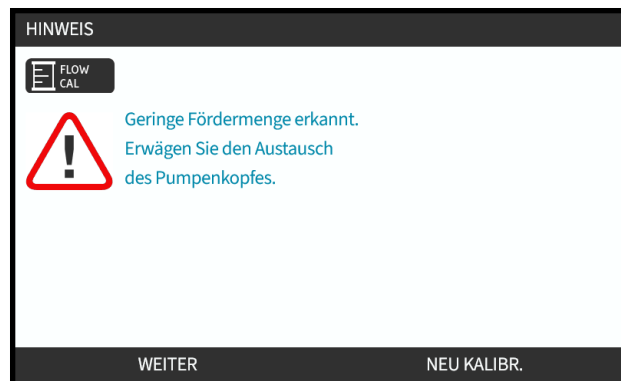 HINWEIS
FLOW
CAL
Geringe Fördermenge erkannt.
Erwägen Sie den Austausch
des Pumpenkopfes.
WEITER NEU KALIBR.